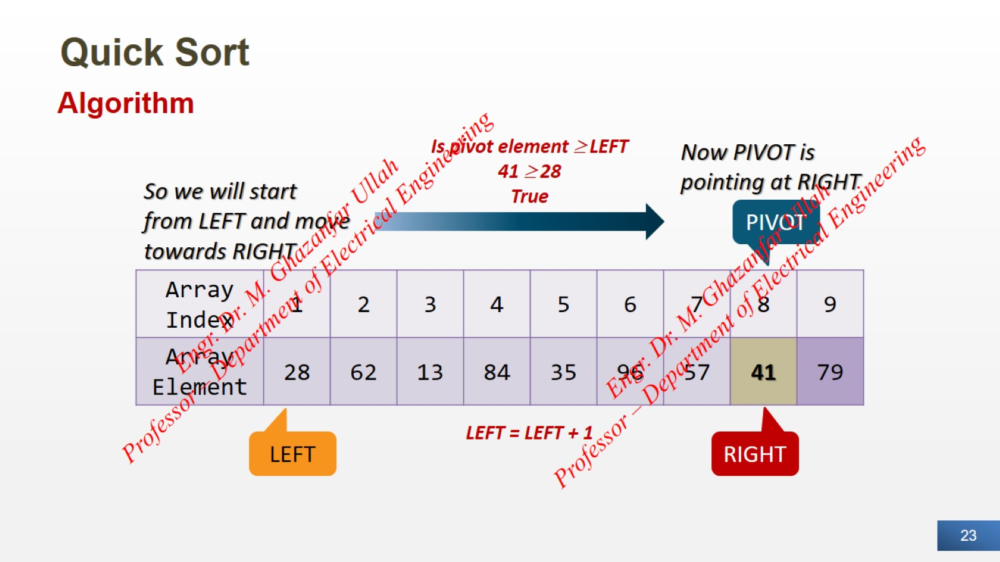 Quick Sort
Algorithm
So we will start
from LEFT and move
towards RIGHT
Is pivot element ≥ LEFT
41 ≥ 28
True
Now PIVOT is
pointing at RIGHT
PIVOT
Array Index 1 2 3 4 5 6 7 8 9
Array Element 28 62 13 84 35 96 57 41 79
LEFT
LEFT = LEFT + 1
RIGHT
Engr. Dr. M. Ghazanfar Ullah
Professor – Department of Electrical Engineering
Engr. Dr. M. Ghazanfar Ullah
Professor – Department of Electrical Engineering
23